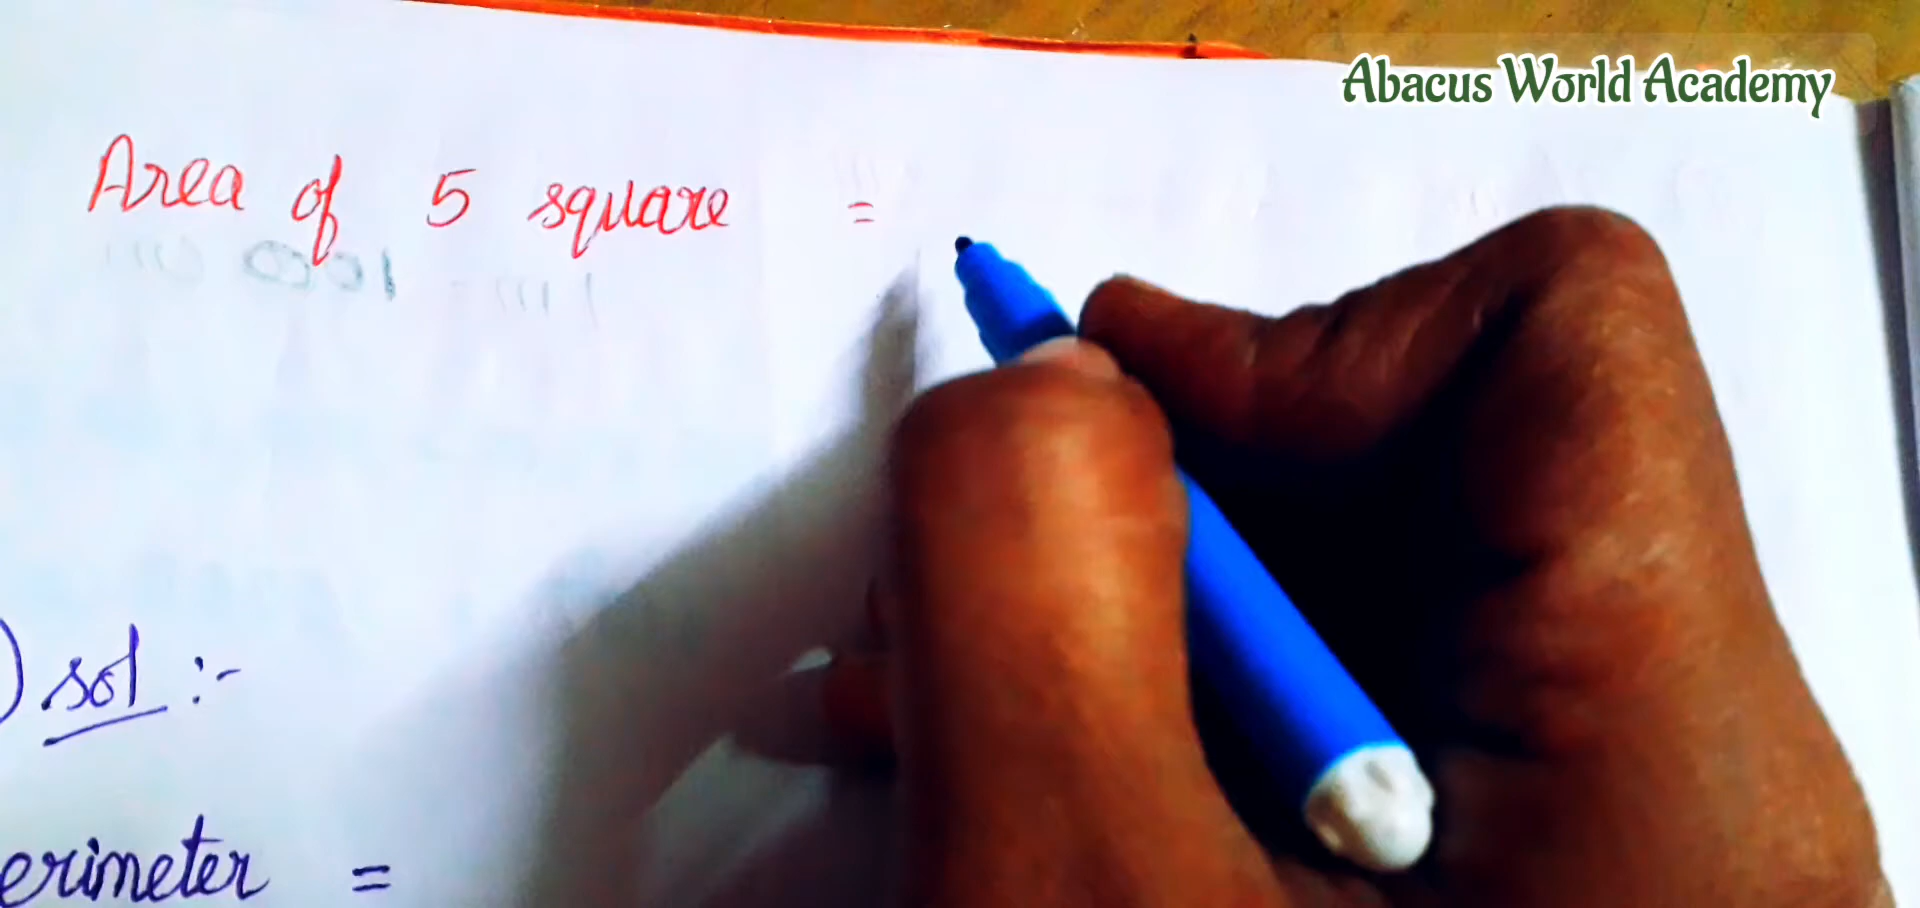 Abacus World Academy
Area of 5 square =
) sol :-
erimeter =